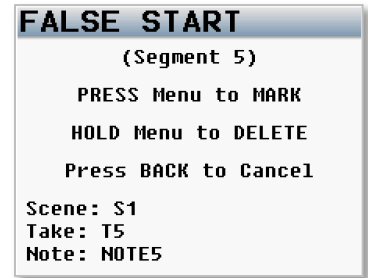 FALSE START
(Segment 5)
PRESS Menu to MARK
HOLD Menu to DELETE
Press BACK to Cancel
Scene: S1
Take: T5
Note: NOTE5